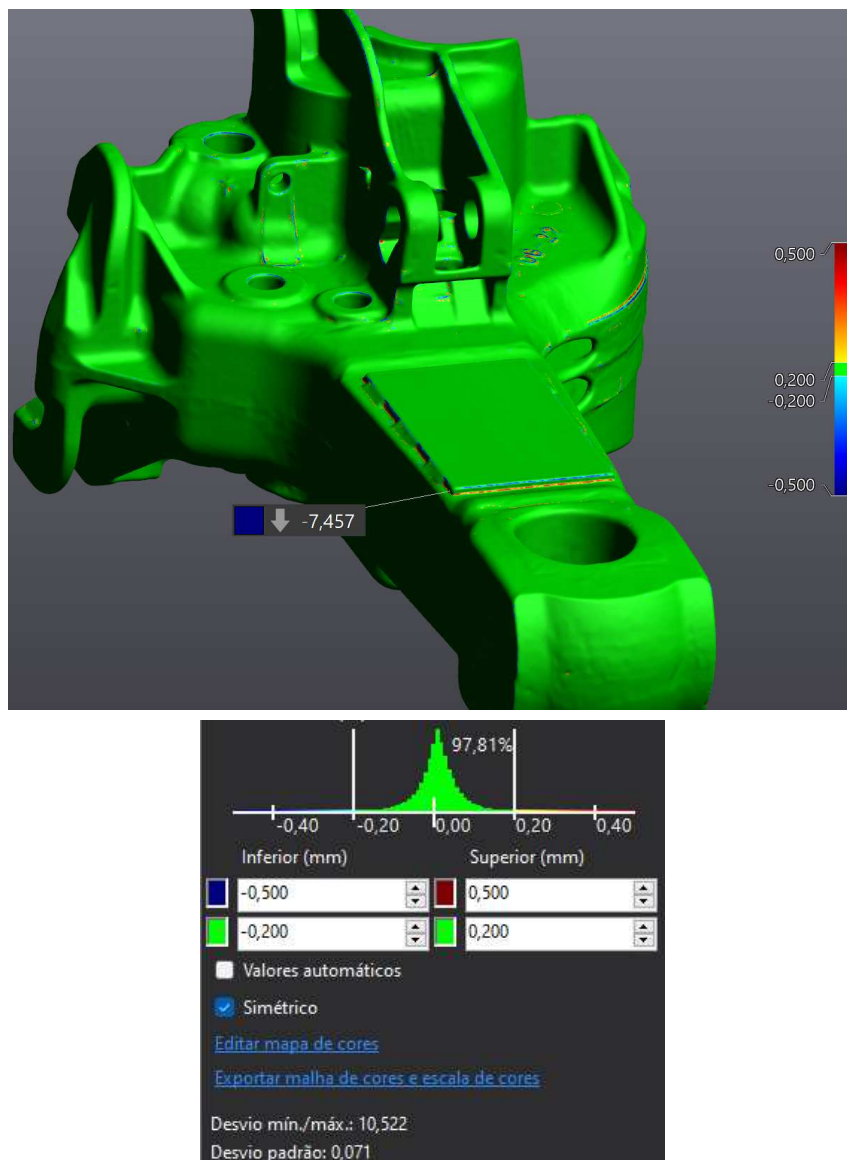 0,500
0,200
-0,200
-0,500
-7,457
97,81%
-0,40 -0,20 0,00 0,20 0,40
Inferior (mm) Superior (mm)
-0,500 0,500
-0,200 0,200
Valores automáticos
Simétrico
Editar mapa de cores
Exportar malha de cores e escala de cores
Desvio mín./máx.: 10,522
Desvio padrão: 0,071